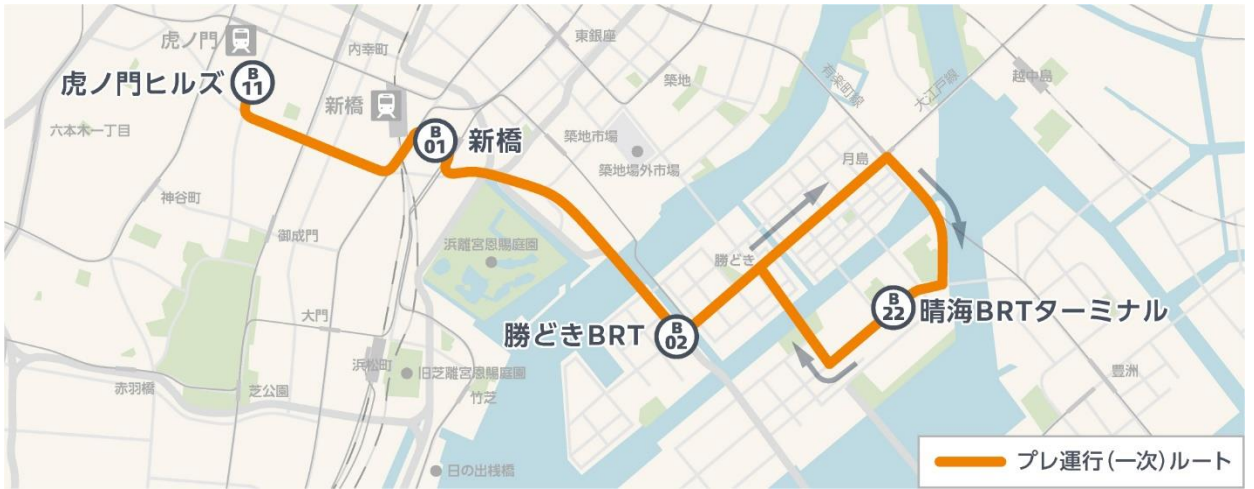 虎ノ門
内幸町
東銀座
虎ノ門ヒルズ
B
11
築地
有楽町線
大江戸線
越中島
新橋
六本木一丁目
B
01
新橋
築地市場
築地場外市場
月島
神谷町
御成門
浜離宮恩賜庭園
勝どき
B
22
晴海BRTターミナル
大門
勝どきBRT
B
02
浜松町
旧芝離宮恩賜庭園
赤羽橋
芝公園
竹芝
豊洲
日の出桟橋
プレ運行(一次)ルート